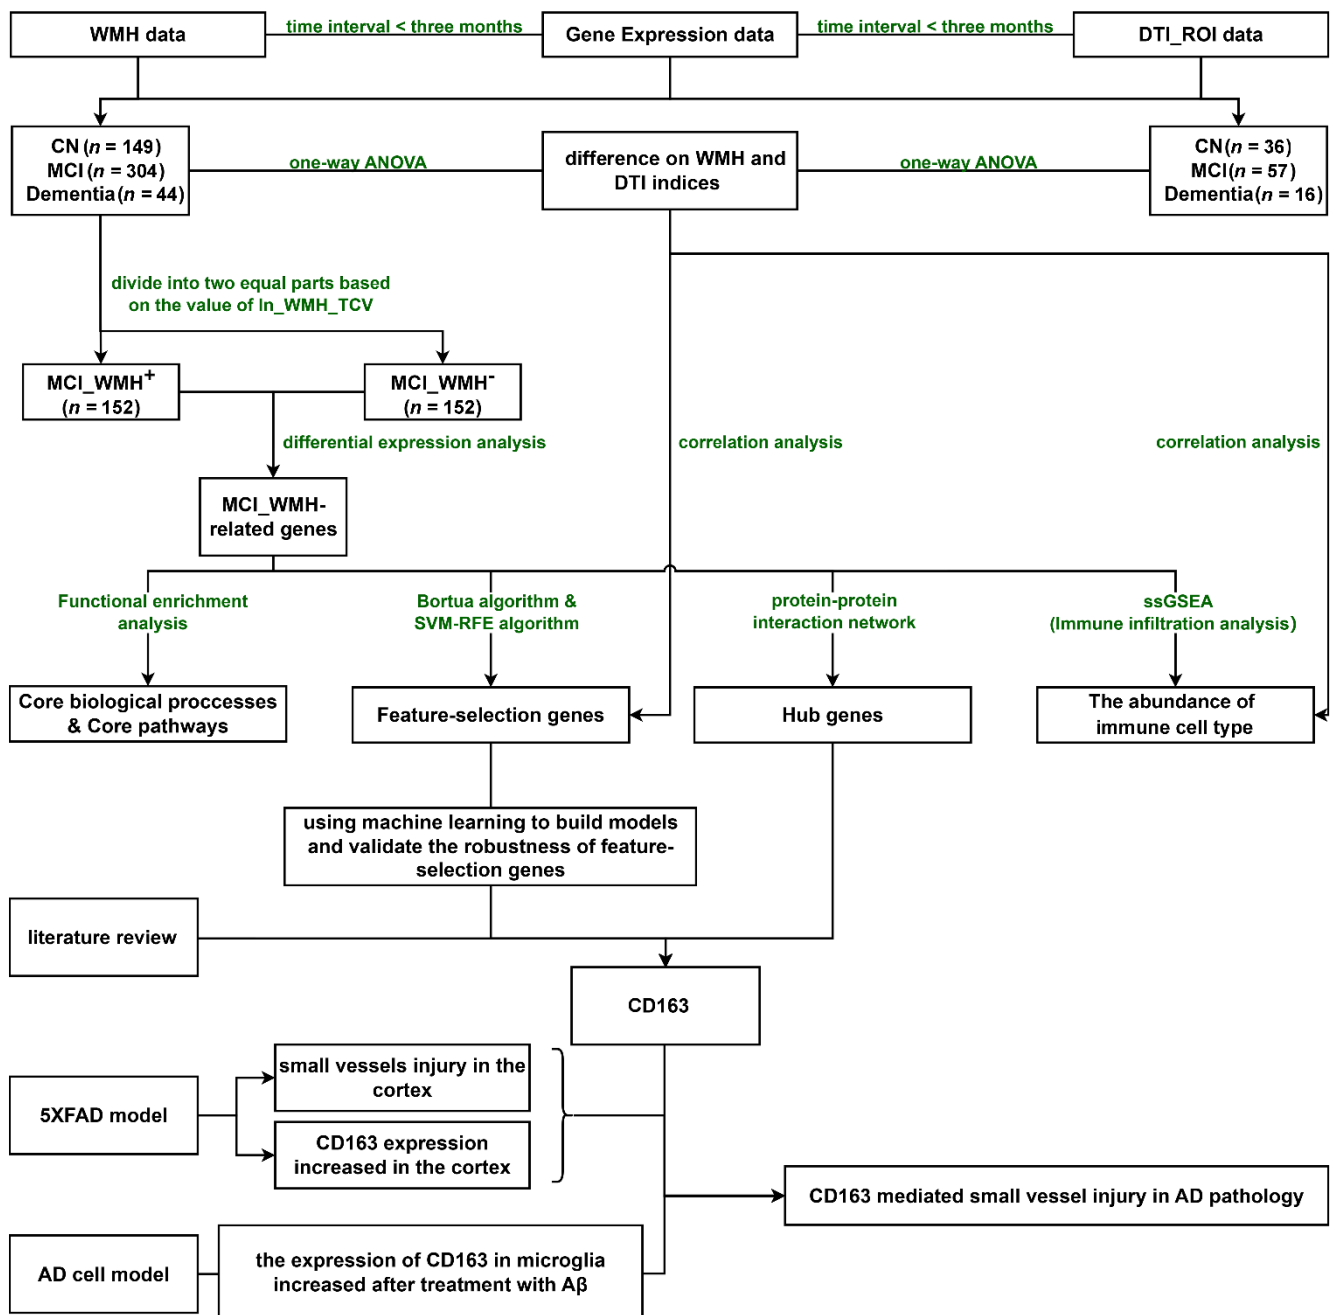 WMH data
time interval < three months
Gene Expression data
time interval < three months
DTI_ROI data
CN (n = 149)
MCI (n = 304)
Dementia (n = 44)
one-way ANOVA
difference on WMH and
DTI indices
one-way ANOVA
CN (n = 36)
MCI (n = 57)
Dementia (n = 16)
divide into two equal parts based
on the value of ln_WMH_TCV
MCI_WMH+
(n = 152)
MCI_WMH-
(n = 152)
differential expression analysis
correlation analysis
correlation analysis
MCI_WMH-
related genes
Functional enrichment
analysis
Bortua algorithm &
SVM-RFE algorithm
protein-protein
interaction network
ssGSEA
(Immune infiltration analysis)
Core biological proccesses
& Core pathways
Feature-selection genes
Hub genes
The abundance of
immune cell type
using machine learning to build models
and validate the robustness of feature-
selection genes
literature review
CD163
5XFAD model
small vessels injury in the
cortex
CD163 expression
increased in the cortex
CD163 mediated small vessel injury in AD pathology
AD cell model
the expression of CD163 in microglia
increased after treatment with Aβ